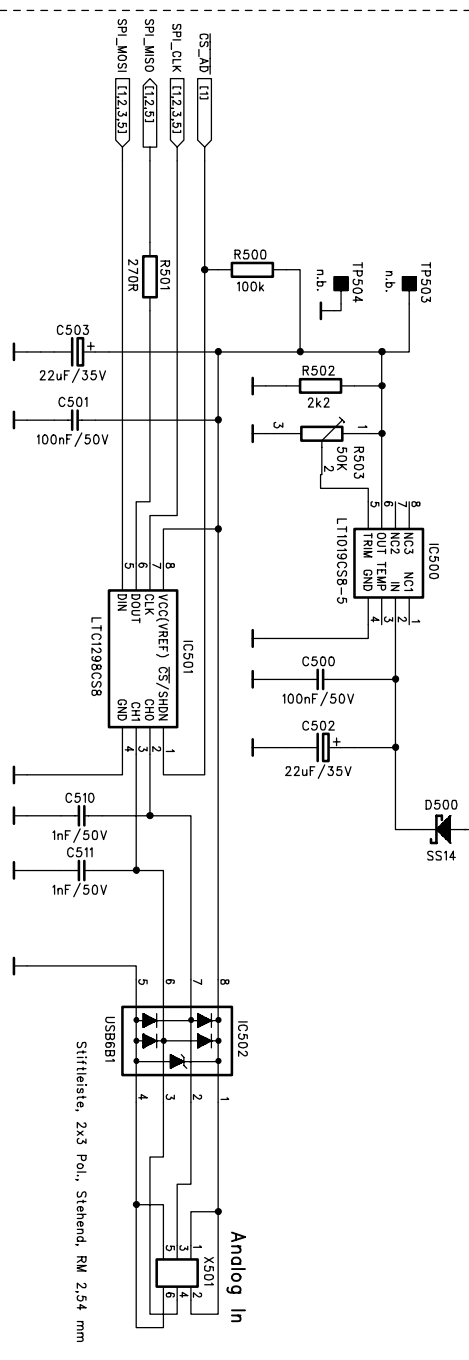 SPI_MOSI
[1,2,3,5]
SPI_MISO
[1,2,5]
SPI_CLK
[1,2,3,5]
CS_AD
[1]
R501
270R
R500
100k
n.b.
TP504
n.b.
TP503
C503
+
22uF/35V
C501
100nF/50V
R502
2k2
3
1
2
R503
50K
IC500
5
6
7
8
TRIM
OUT
NC2
NC3
GND
TEMP
IN
NC1
4
3
2
1
LT1019CS8-5
IC501
5
6
7
8
DIN
DOUT
CLK
VCC(VREF)
GND
CH1
CH0
CS/SHDN
4
3
2
1
LTC1298CS8
C500
100nF/50V
C502
+
22uF/35V
D500
SS14
C510
1nF/50V
C511
1nF/50V
5
6
7
8
IC502
USB6B1
4
3
2
1
Stiftleiste, 2x3 Pol., Stehend, RM 2,54 mm
Analog In
5
3
1
X501
6
4
2